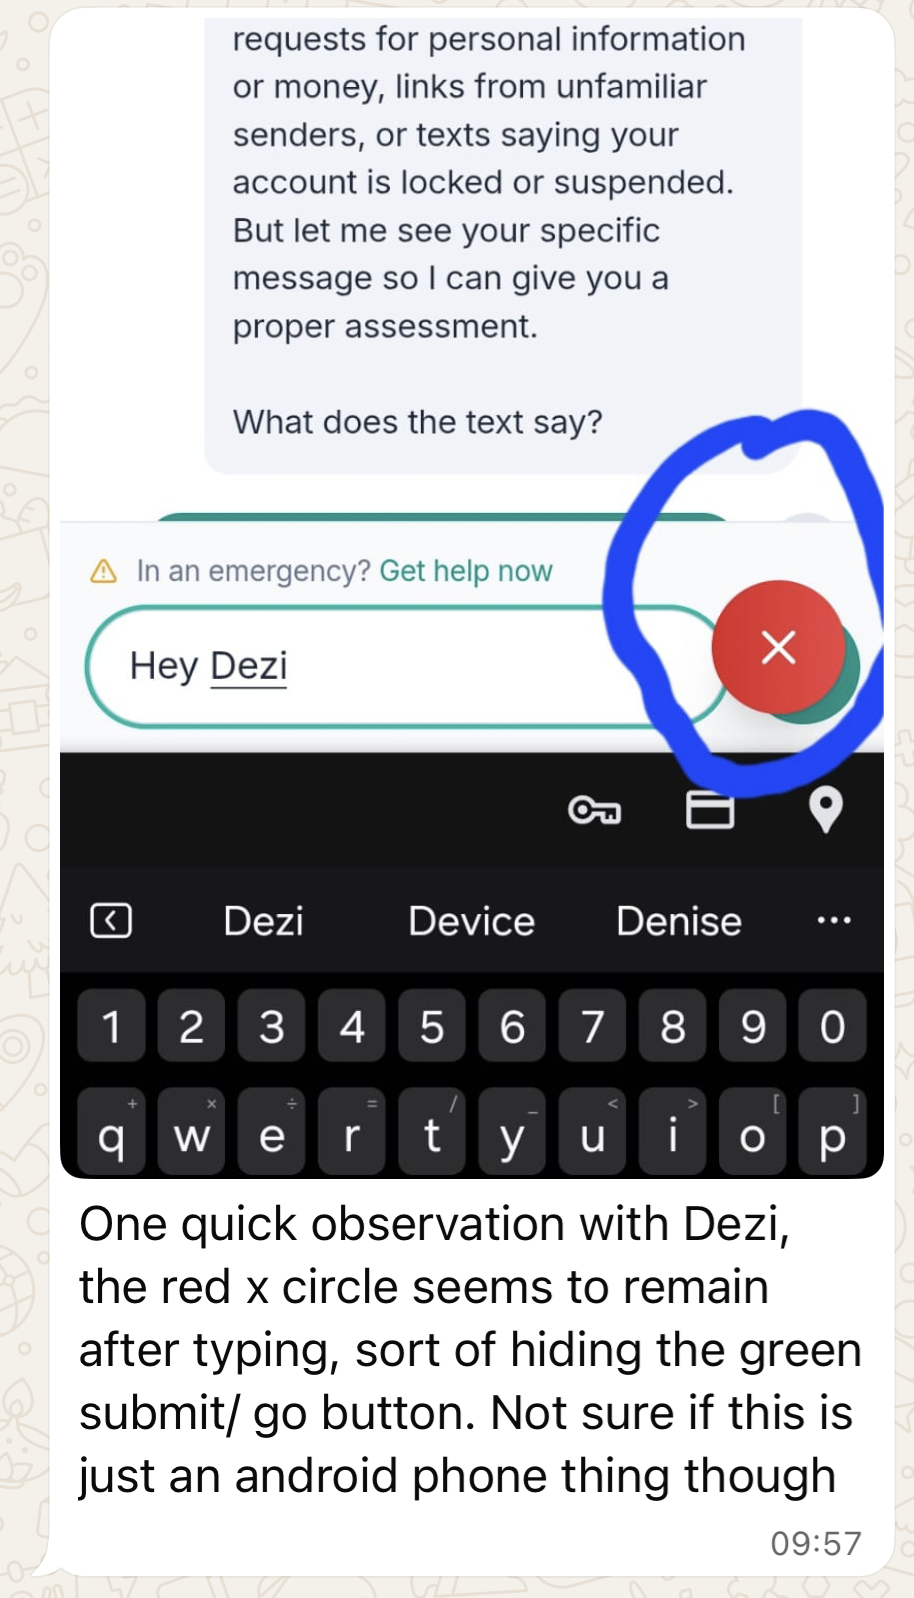 requests for personal information
or money, links from unfamiliar
senders, or texts saying your
account is locked or suspended.
But let me see your specific
message so I can give you a
proper assessment.
What does the text say?
In an emergency? Get help now
Hey Dezi
Dezi Device Denise ...
1 2 3 4 5 6 7 8 9 0
+ × ÷ = / _ < > [ ]
q w e r t y u i o p
One quick observation with Dezi,
the red x circle seems to remain
after typing, sort of hiding the green
submit/ go button. Not sure if this is
just an android phone thing though
09:57